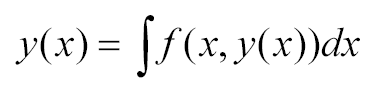 y(x) = ∫f(x, y(x))dx